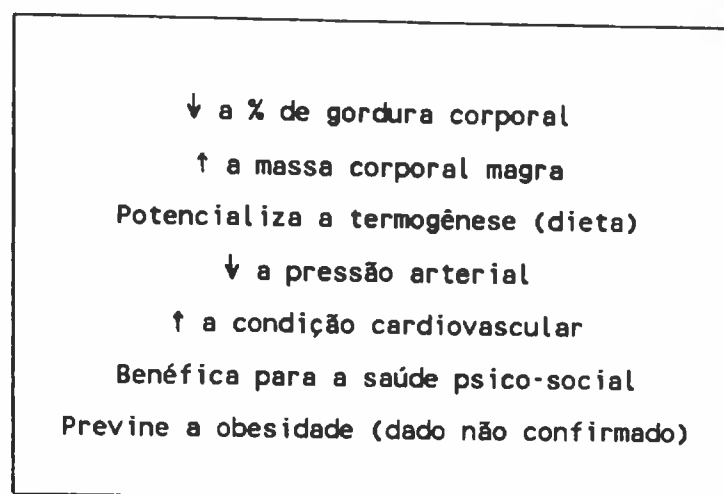 ↓ a % de gordura corporal
↑ a massa corporal magra
Potencializa a termogênese (dieta)
↓ a pressão arterial
↑ a condição cardiovascular
Benéfica para a saúde psico-social
Previne a obesidade (dado não confirmado)